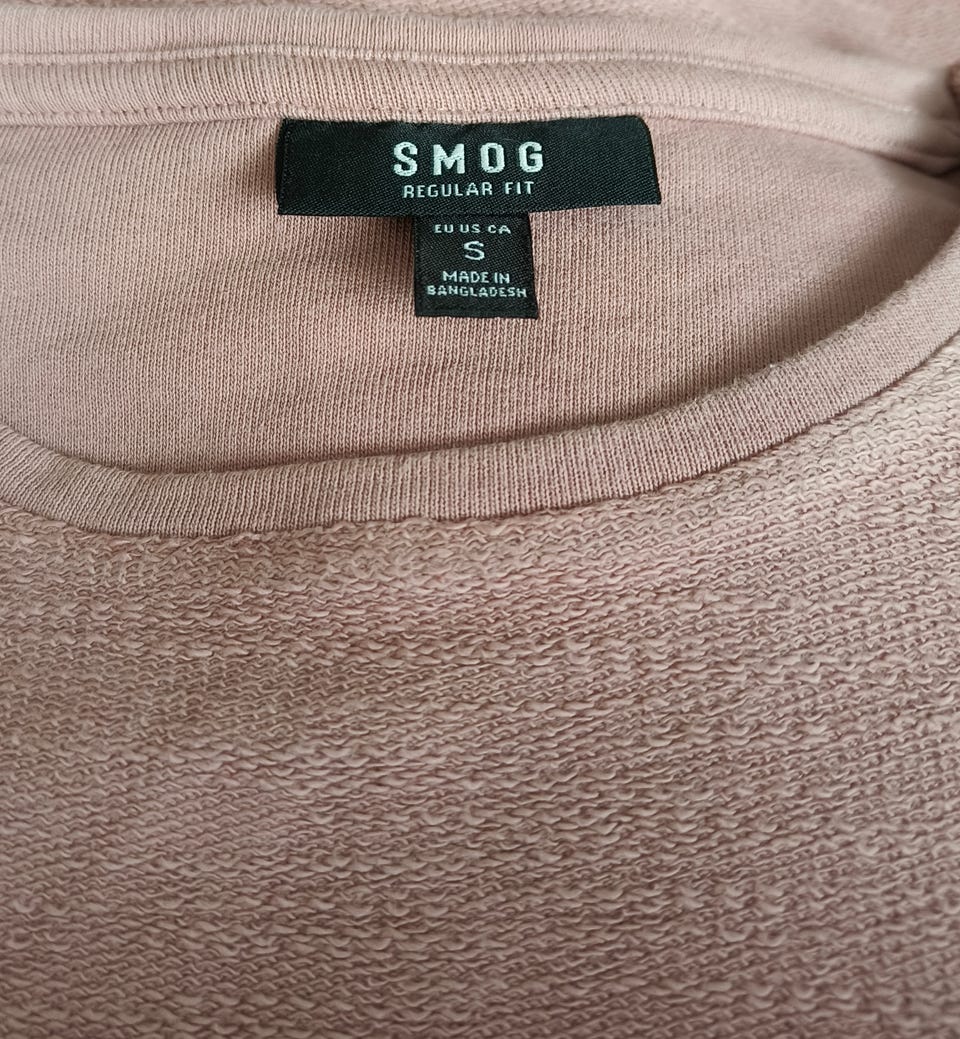 SMOG
REGULAR FIT
EU US CA
S
MADE IN
BANGLADESH